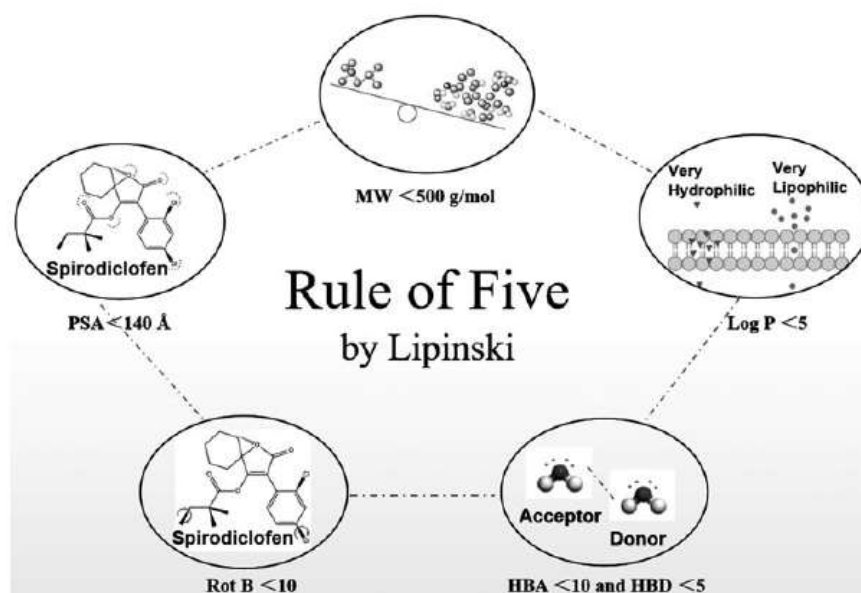 MW <500 g/mol
Very
Hydrophilic
Very
Lipophilic
Spirodiclofen
PSA <140 Å
Log P <5
Rule of Five
by Lipinski
Spirodiclofen
Rot B <10
Acceptor
Donor
HBA <10 and HBD <5